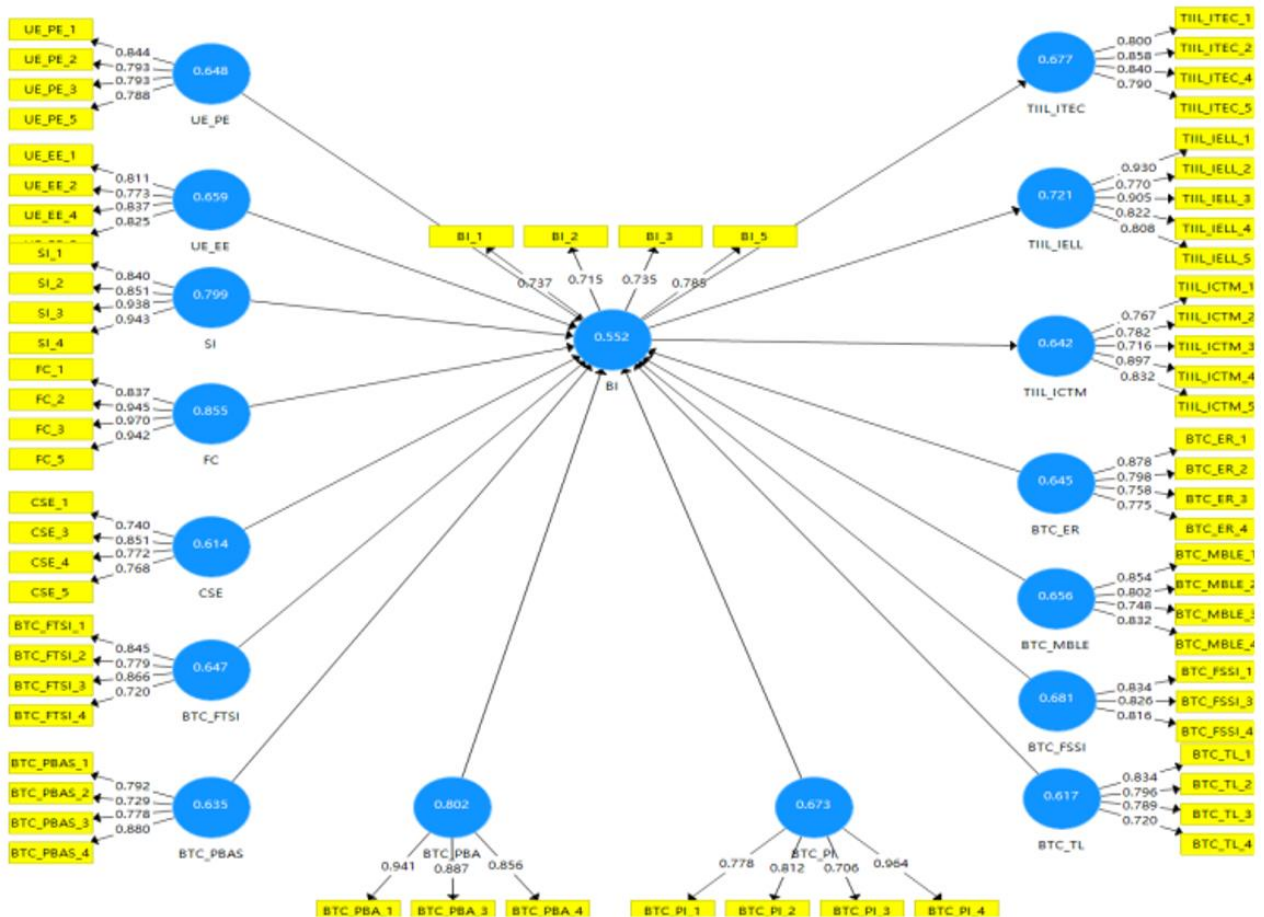 UE_PE_1
UE_PE_2
UE_PE_3
UE_PE_5
0.844
0.793
0.793
0.788
0.648
UE_PE
UE_EE_1
UE_EE_2
UE_EE_4
0.811
0.773
0.837
0.825
0.659
UE_EE
SI_1
SI_2
SI_3
SI_4
0.840
0.851
0.938
0.943
0.799
SI
FC_1
FC_2
FC_3
FC_5
0.837
0.945
0.970
0.942
0.855
FC
CSE_1
CSE_3
CSE_4
CSE_5
0.740
0.851
0.772
0.768
0.614
CSE
BTC_FTSI_1
BTC_FTSI_2
BTC_FTSI_3
BTC_FTSI_4
0.845
0.779
0.866
0.720
0.647
BTC_FTSI
BTC_PBAS_1
BTC_PBAS_2
BTC_PBAS_3
BTC_PBAS_4
0.792
0.729
0.778
0.880
0.635
BTC_PBAS
BI_1
BI_2
BI_3
BI_5
0.737
0.715
0.735
0.785
0.552
BI
0.802
BTC_PBA
0.941
0.887
0.856
BTC_PBA_1
BTC_PBA_3
BTC_PBA_4
0.673
BTC_PI
0.778
0.812
0.706
0.964
BTC_PI_1
BTC_PI_2
BTC_PI_3
BTC_PI_4
0.677
TIIL_ITEC
0.800
0.858
0.840
0.790
TIIL_ITEC_1
TIIL_ITEC_2
TIIL_ITEC_4
TIIL_ITEC_5
0.721
TIIL_IELL
0.930
0.770
0.905
0.822
0.808
TIIL_IELL_1
TIIL_IELL_2
TIIL_IELL_3
TIIL_IELL_4
TIIL_IELL_5
0.642
TIIL_ICTM
0.767
0.782
0.716
0.897
0.832
TIIL_ICTM_1
TIIL_ICTM_2
TIIL_ICTM_3
TIIL_ICTM_4
TIIL_ICTM_5
0.645
BTC_ER
0.878
0.798
0.758
0.775
BTC_ER_1
BTC_ER_2
BTC_ER_3
BTC_ER_4
0.656
BTC_MBLE
0.854
0.802
0.748
0.832
BTC_MBLE_1
BTC_MBLE_2
BTC_MBLE_3
BTC_MBLE_4
0.681
BTC_FSSI
0.834
0.826
0.816
BTC_FSSI_1
BTC_FSSI_3
BTC_FSSI_4
0.617
BTC_TL
0.834
0.796
0.789
0.720
BTC_TL_1
BTC_TL_2
BTC_TL_3
BTC_TL_4